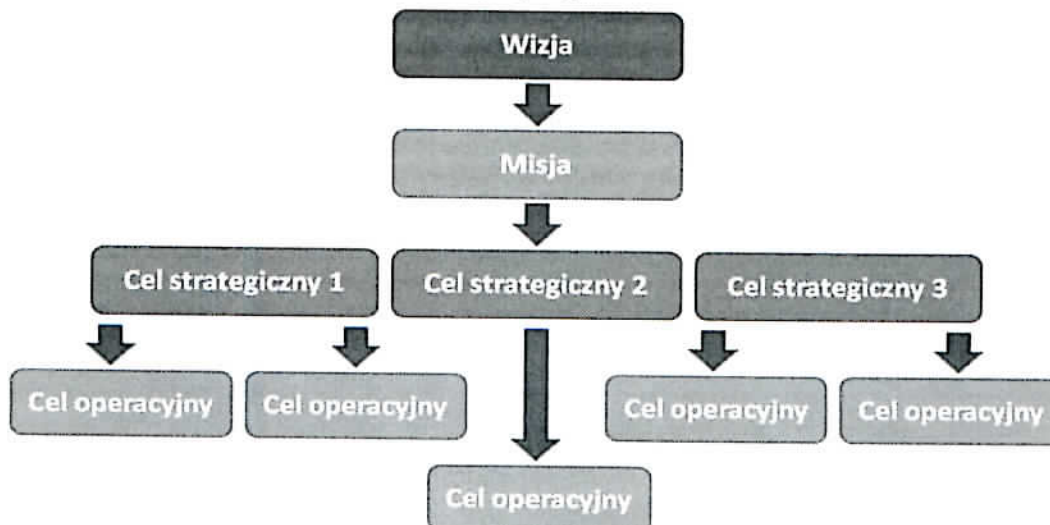 Wizja
Misja
Cel strategiczny 1
Cel strategiczny 2
Cel strategiczny 3
Cel operacyjny
Cel operacyjny
Cel operacyjny
Cel operacyjny
Cel operacyjny